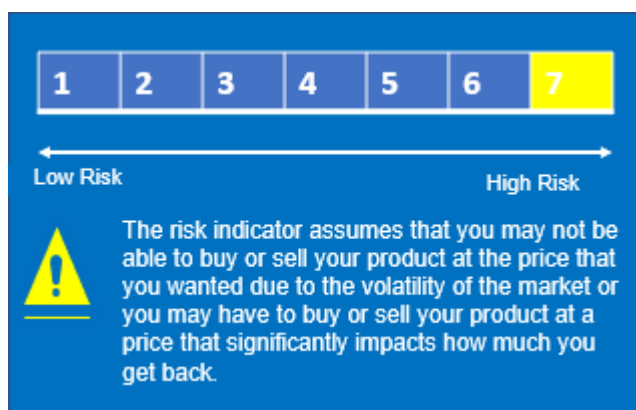 1 2 3 4 5 6 7
Low Risk High Risk
The risk indicator assumes that you may not be
able to buy or sell your product at the price that
you wanted due to the volatility of the market or
you may have to buy or sell your product at a
price that significantly impacts how much you
get back.